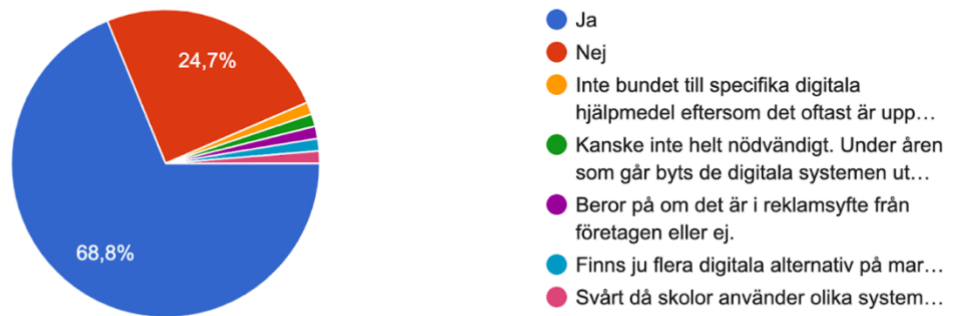 24,7%
68,8%
Ja
Nej
Inte bundet till specifika digitala
hjälpmedel eftersom det oftast är upp…
Kanske inte helt nödvändigt. Under åren
som går byts de digitala systemen ut…
Beror på om det är i reklamsyfte från
företagen eller ej.
Finns ju flera digitala alternativ på mar…
Svårt då skolor använder olika system…